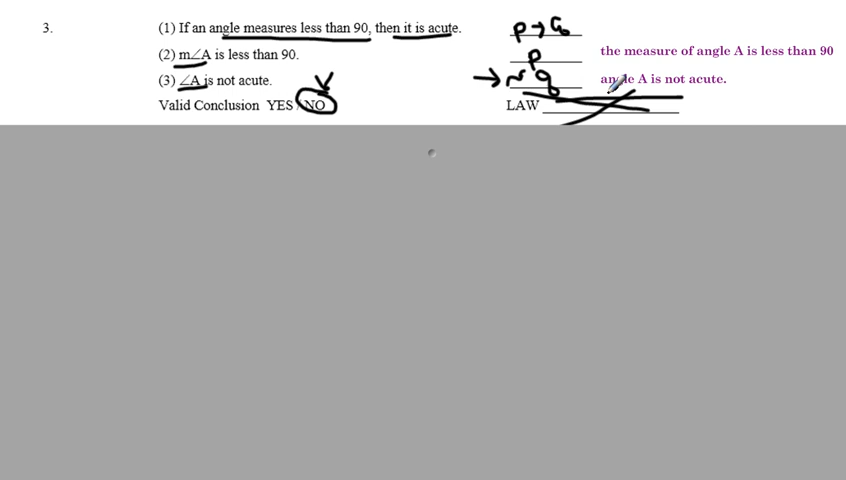 3. (1) If an angle measures less than 90, then it is acute. p→q
(2) m∠A is less than 90. p the measure of angle A is less than 90
(3) ∠A is not acute. → ~q angle A is not acute.
Valid Conclusion YES NO LAW